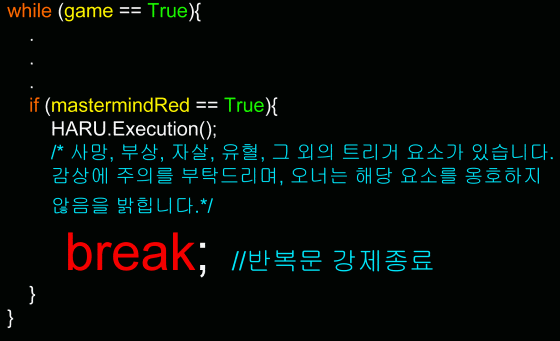 while (game == True){
.
.
.
if (mastermindRed == True){
HARU.Execution();
/* 사망, 부상, 자살, 유혈, 그 외의 트리거 요소가 있습니다.
감상에 주의를 부탁드리며, 오너는 해당 요소를 옹호하지
않음을 밝힙니다.*/
break; //반복문 강제종료
}
}